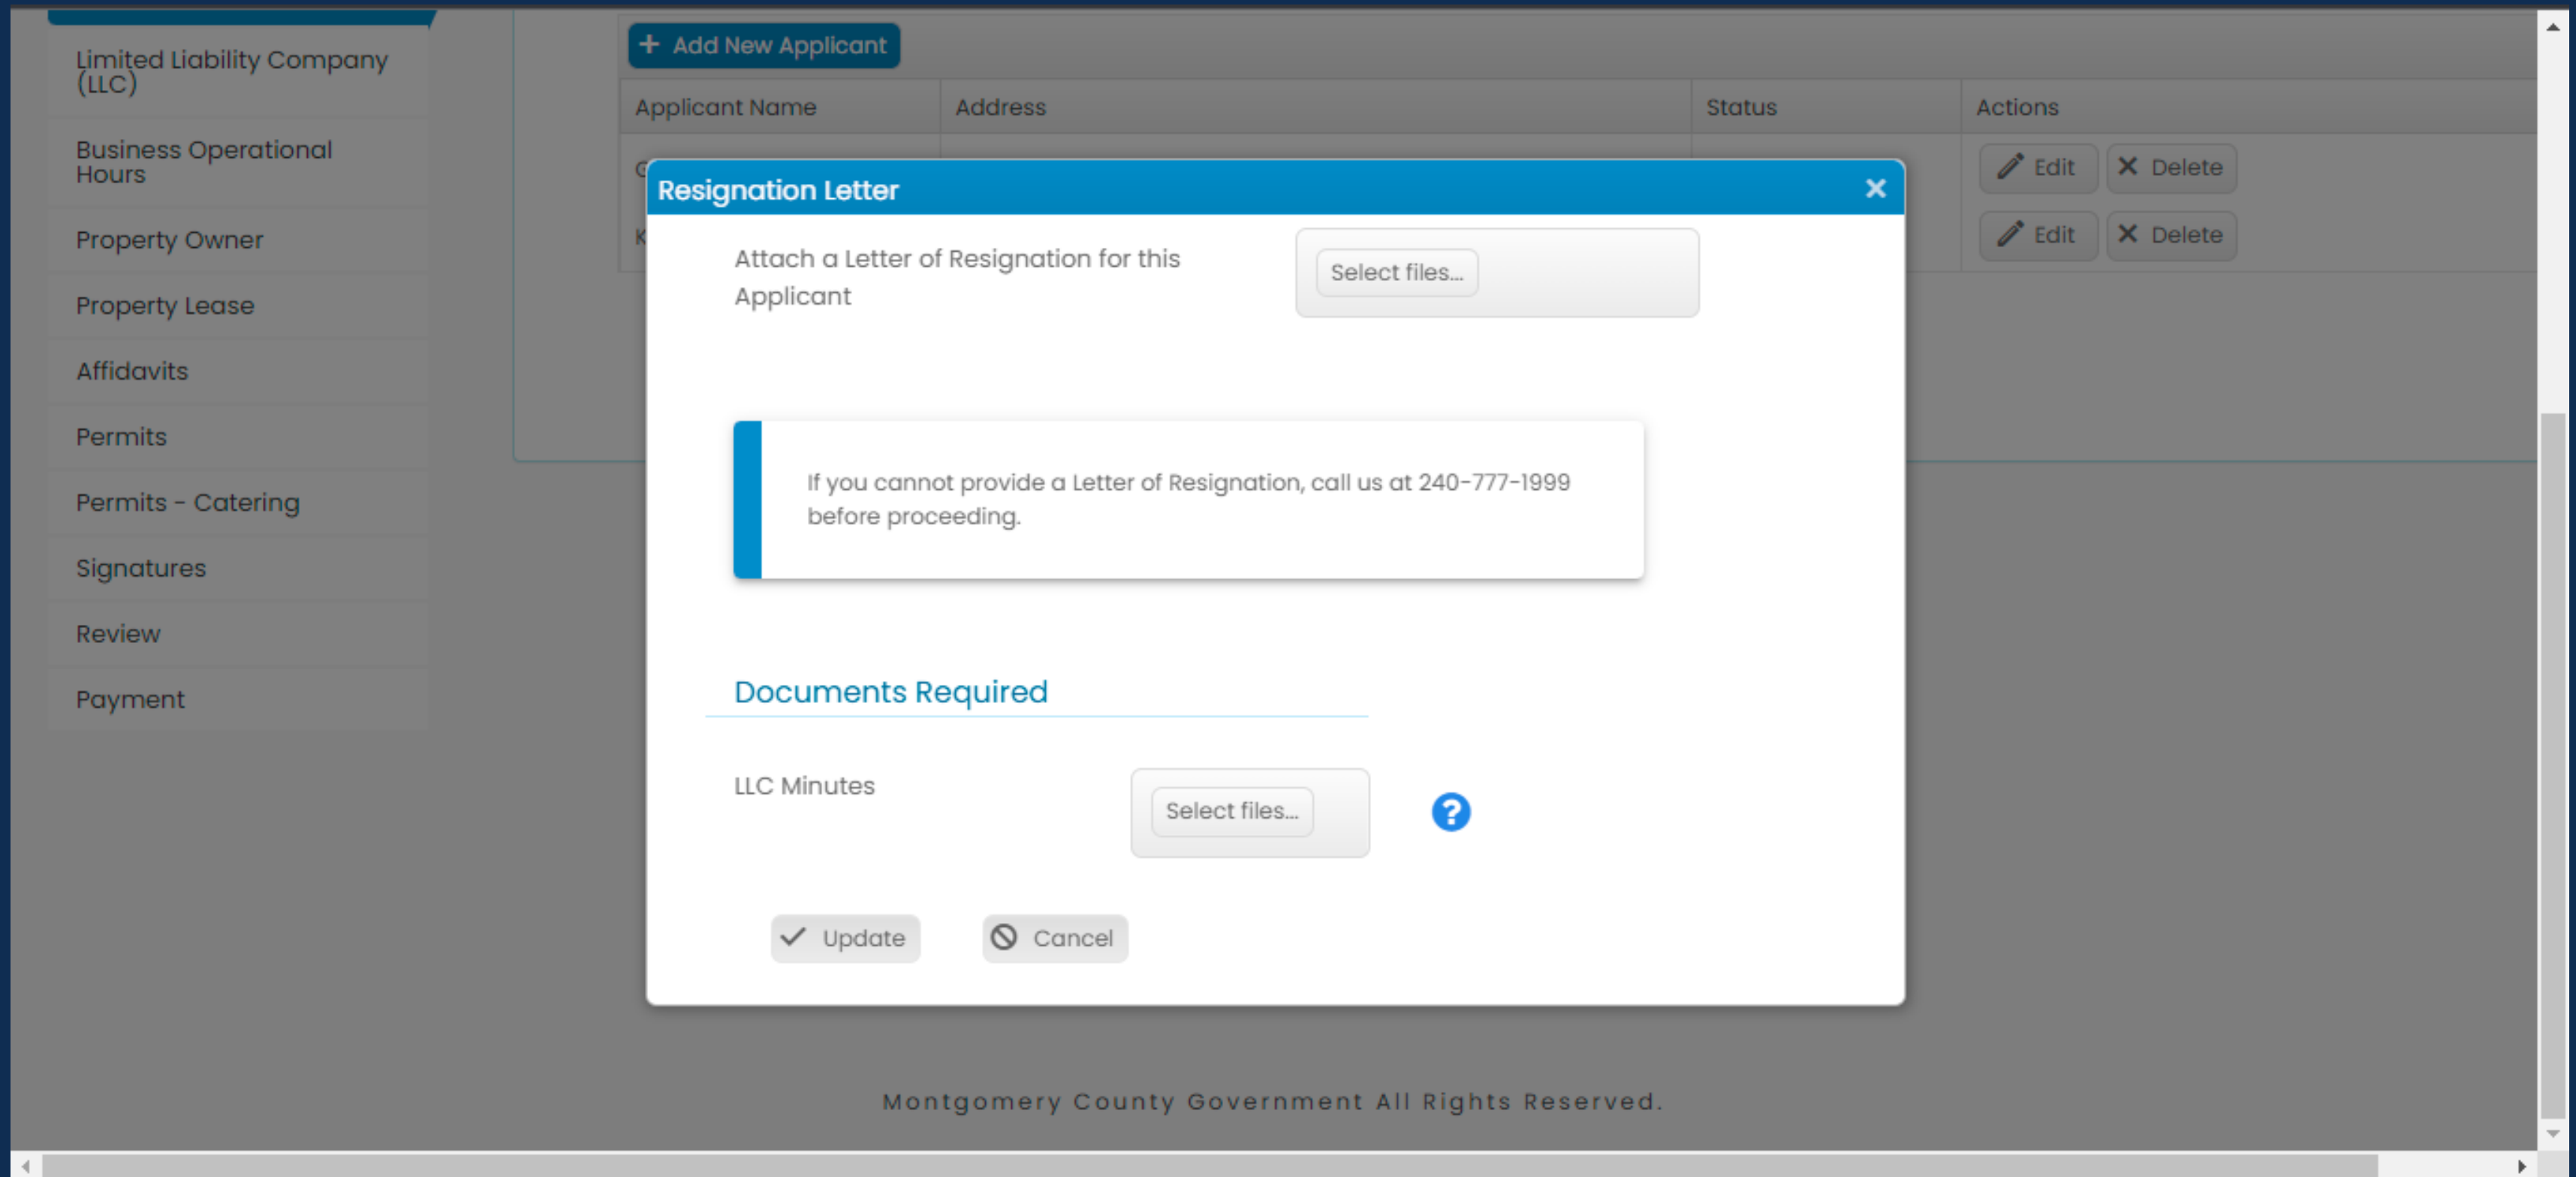 Limited Liability Company
(LLC)
Business Operational
Hours
Property Owner
Property Lease
Affidavits
Permits
Permits - Catering
Signatures
Review
Payment
+ Add New Applicant
Applicant Name Address Status Actions
Edit Delete
K Edit Delete
Resignation Letter
Attach a Letter of Resignation for this
Applicant
Select files...
If you cannot provide a Letter of Resignation, call us at 240-777-1999
before proceeding.
Documents Required
LLC Minutes
Select files...
?
Update Cancel
Montgomery County Government All Rights Reserved.